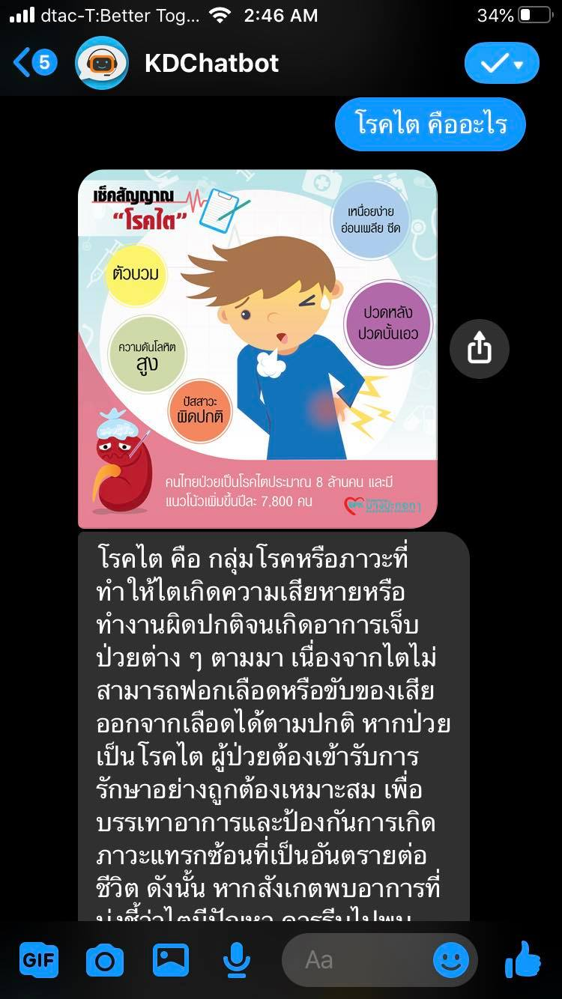 dtac-T:Better Tog...
2:46 AM
34%
5
KDChatbot
โรคไต คืออะไร
เช็คสัญญาณ
“โรคไต”
เหนื่อยง่าย
อ่อนเพลีย ซีด
ตัวบวม
ปวดหลัง
ปวดบั้นเอว
ความดันโลหิต
สูง
ปัสสาวะ
ผิดปกติ
คนไทยป่วยเป็นโรคไตประมาณ 8 ล้านคน และมี
แนวโน้วเพิ่มขึ้นปีละ 7,800 คน
โรคไต คือ กลุ่มโรคหรือภาวะที่
ทำให้ไตเกิดความเสียหายหรือ
ทำงานผิดปกติจนเกิดอาการเจ็บ
ป่วยต่าง ๆ ตามมา เนื่องจากไตไม่
สามารถฟอกเลือดหรือขับของเสีย
ออกจากเลือดได้ตามปกติ หากป่วย
เป็นโรคไต ผู้ป่วยต้องเข้ารับการ
รักษาอย่างถูกต้องเหมาะสม เพื่อ
บรรเทาอาการและป้องกันการเกิด
ภาวะแทรกซ้อนที่เป็นอันตรายต่อ
ชีวิต ดังนั้น หากสังเกตพบอาการที่
GIF
Aa